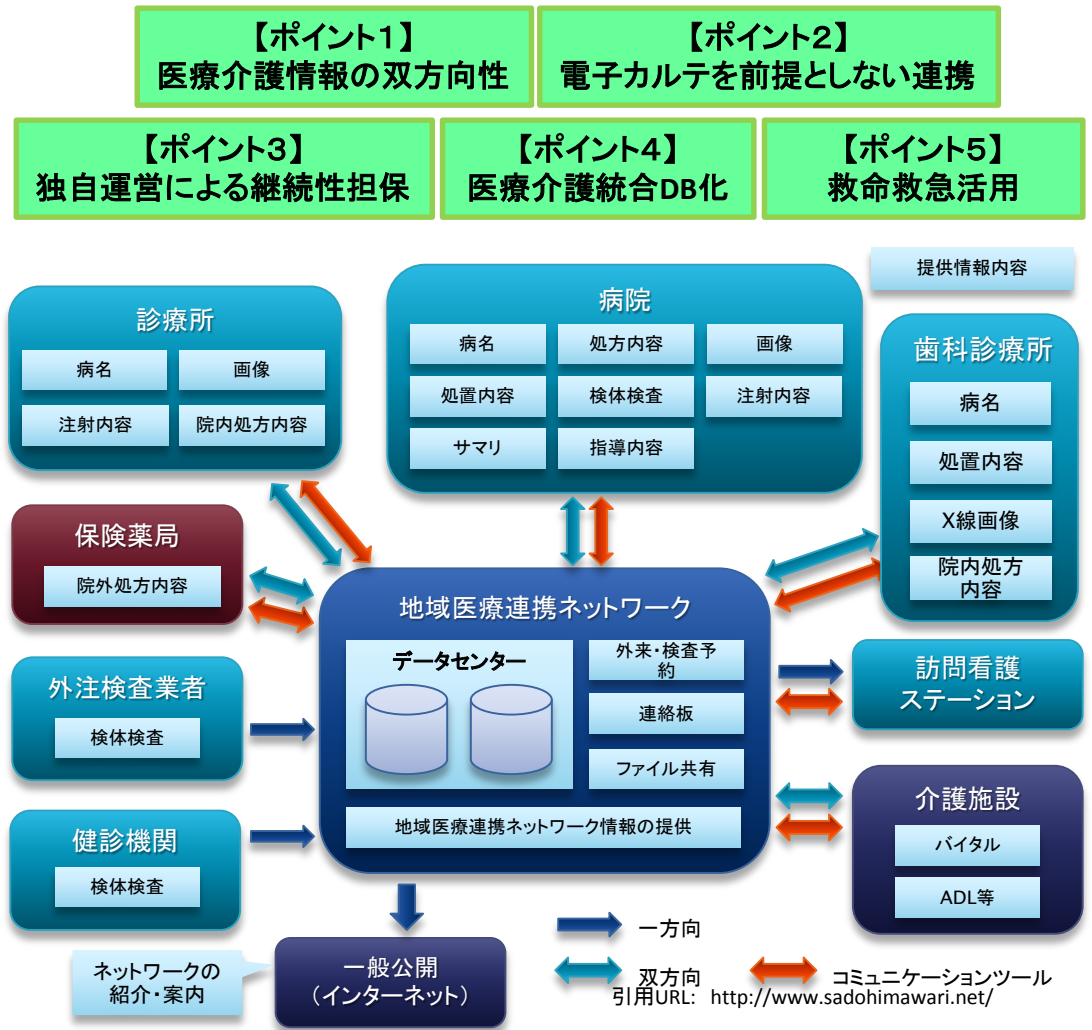 【ポイント1】
医療介護情報の双方向性
【ポイント2】
電子カルテを前提としない連携
【ポイント3】
独自運営による継続性担保
【ポイント4】
医療介護統合DB化
【ポイント5】
救命救急活用
提供情報内容
診療所
病名
画像
注射内容
院内処方内容
病院
病名
処方内容
画像
処置内容
検体検査
注射内容
サマリ
指導内容
歯科診療所
病名
処置内容
X線画像
院内処方
内容
保険薬局
院外処方内容
地域医療連携ネットワーク
データセンター
外来・検査予
約
連絡板
ファイル共有
地域医療連携ネットワーク情報の提供
外注検査業者
検体検査
訪問看護
ステーション
健診機関
検体検査
介護施設
バイタル
ADL等
ネットワークの
紹介・案内
一般公開
(インターネット)
一方向
双方向
コミュニケーションツール
引用URL: http://www.sadohimawari.net/